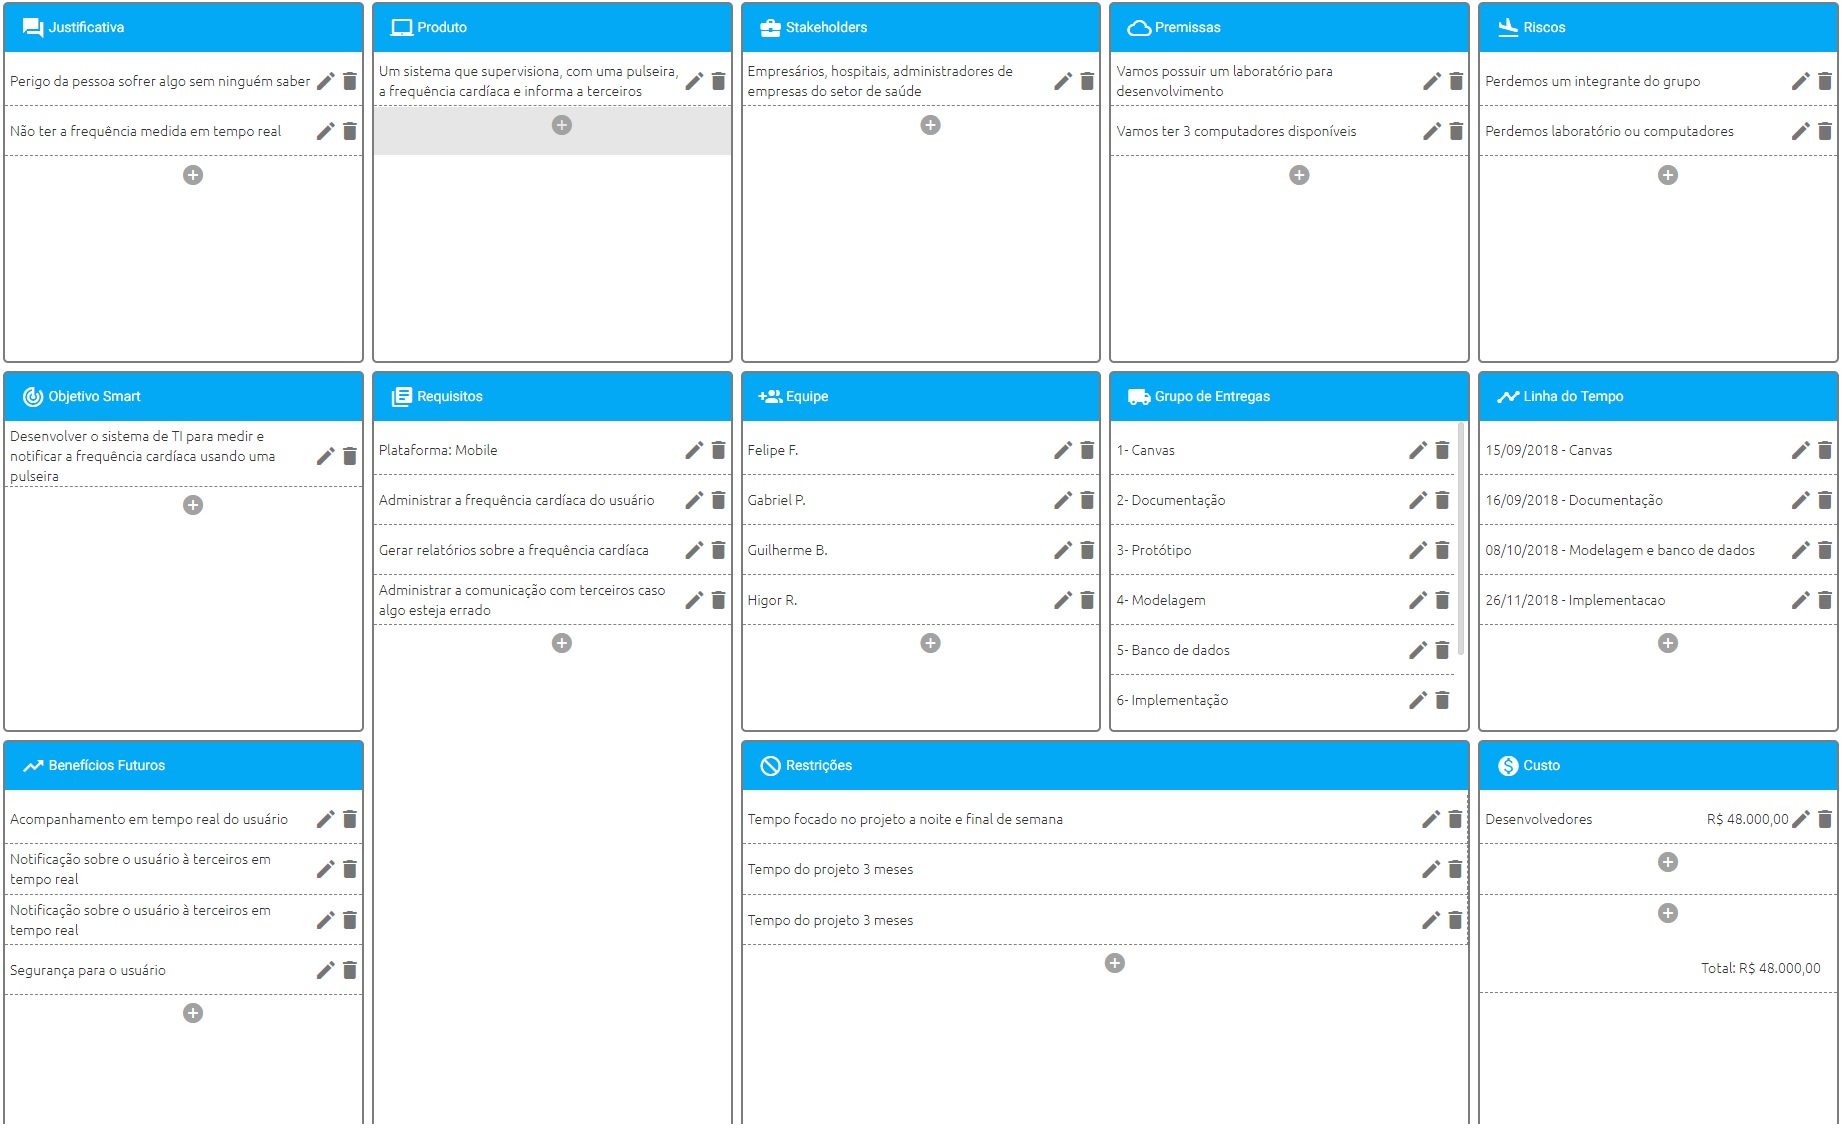 Justificativa
Perigo da pessoa sofrer algo sem ninguém saber
Não ter a frequência medida em tempo real
Produto
Um sistema que supervisiona, com uma pulseira,
a frequência cardíaca e informa a terceiros
Stakeholders
Empresários, hospitais, administradores de
empresas do setor de saúde
Premissas
Vamos possuir um laboratório para
desenvolvimento
Vamos ter 3 computadores disponíveis
Riscos
Perdemos um integrante do grupo
Perdemos laboratório ou computadores
Objetivo Smart
Desenvolver o sistema de TI para medir e
notificar a frequência cardíaca usando uma
pulseira
Requisitos
Plataforma: Mobile
Administrar a frequência cardíaca do usuário
Gerar relatórios sobre a frequência cardíaca
Administrar a comunicação com terceiros caso
algo esteja errado
Equipe
Felipe F.
Gabriel P.
Guilherme B.
Higor R.
Grupo de Entregas
1- Canvas
2- Documentação
3- Protótipo
4- Modelagem
5- Banco de dados
6- Implementação
Linha do Tempo
15/09/2018 - Canvas
16/09/2018 - Documentação
08/10/2018 - Modelagem e banco de dados
26/11/2018 - Implementacao
Benefícios Futuros
Acompanhamento em tempo real do usuário
Notificação sobre o usuário à terceiros em
tempo real
Notificação sobre o usuário à terceiros em
tempo real
Segurança para o usuário
Restrições
Tempo focado no projeto a noite e final de semana
Tempo do projeto 3 meses
Tempo do projeto 3 meses
Custo
Desenvolvedores R$ 48.000,00
Total: R$ 48.000,00